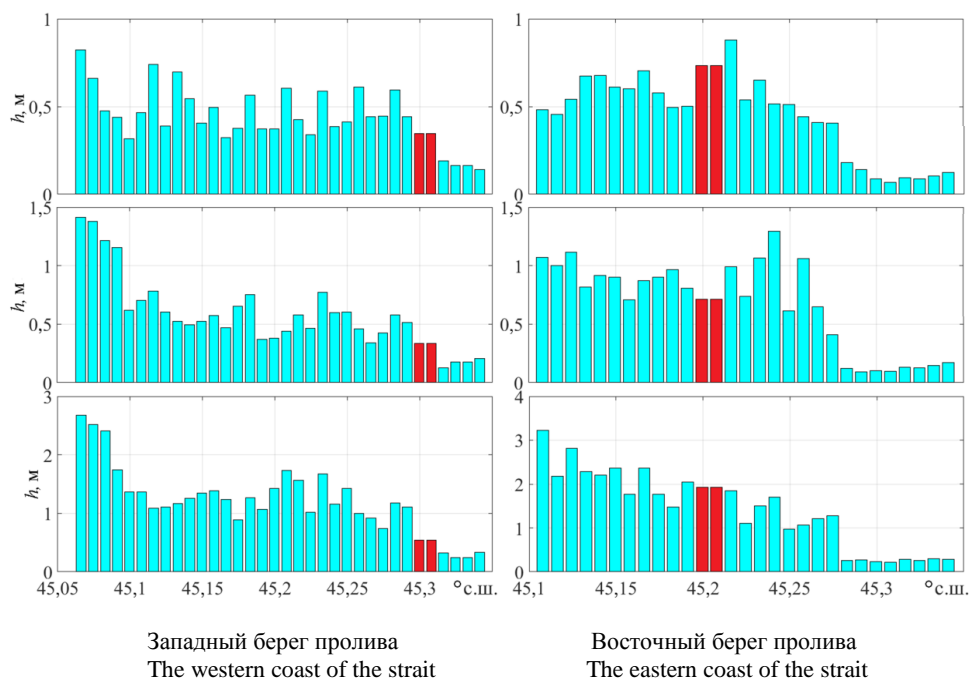 1
1
h, м
0,5
0,5
0
0
1,5
1,5
h, м
1
1
0,5
0,5
0
0
3
4
h, м
3
2
2
1
1
0
0
45,05 45,1 45,15 45,2 45,25 45,3 °с.ш. 45,1 45,15 45,2 45,25 45,3 °с.ш.
Западный берег пролива
The western coast of the strait
Восточный берег пролива
The eastern coast of the strait